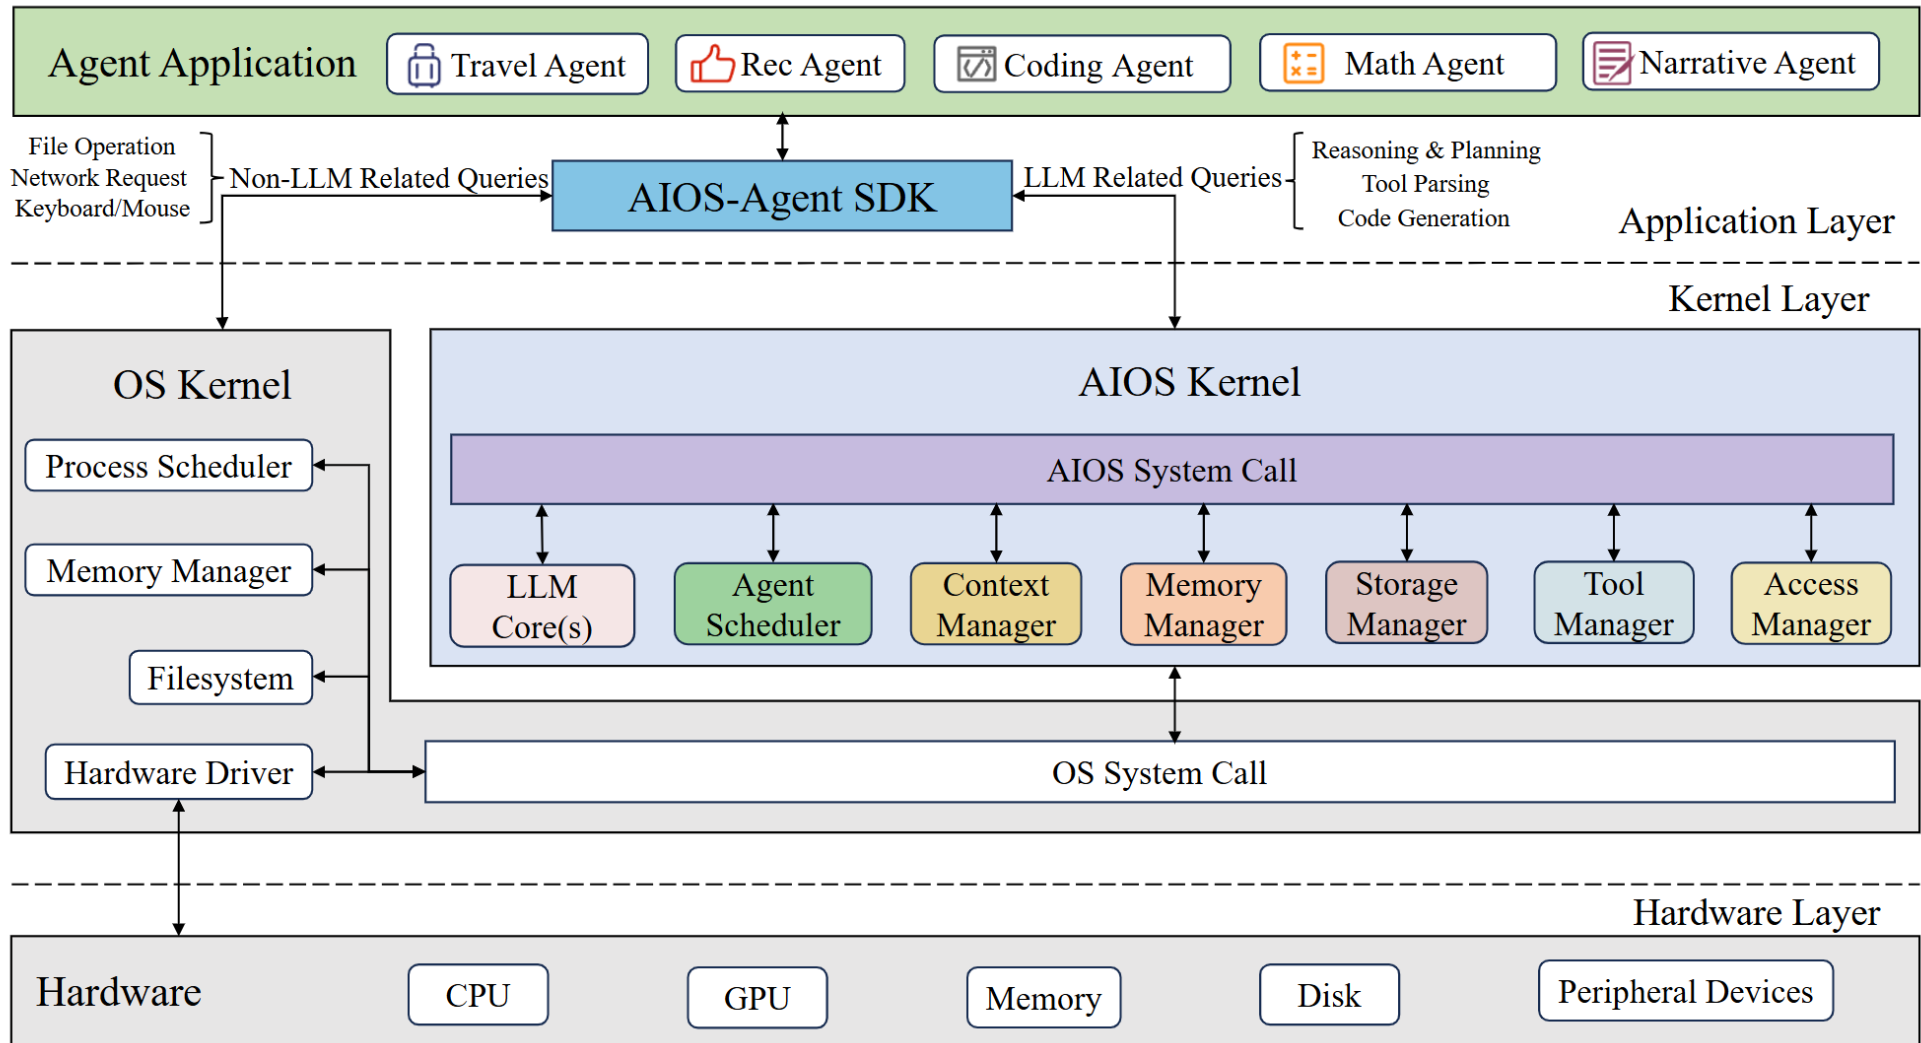 Agent Application
Travel Agent
Rec Agent
Coding Agent
Math Agent
Narrative Agent
File Operation
Network Request
Keyboard/Mouse
Non-LLM Related Queries
AIOS-Agent SDK
LLM Related Queries
Reasoning & Planning
Tool Parsing
Code Generation
Application Layer
Kernel Layer
OS Kernel
Process Scheduler
Memory Manager
Filesystem
Hardware Driver
AIOS Kernel
AIOS System Call
LLM
Core(s)
Agent
Scheduler
Context
Manager
Memory
Manager
Storage
Manager
Tool
Manager
Access
Manager
OS System Call
Hardware Layer
Hardware
CPU
GPU
Memory
Disk
Peripheral Devices